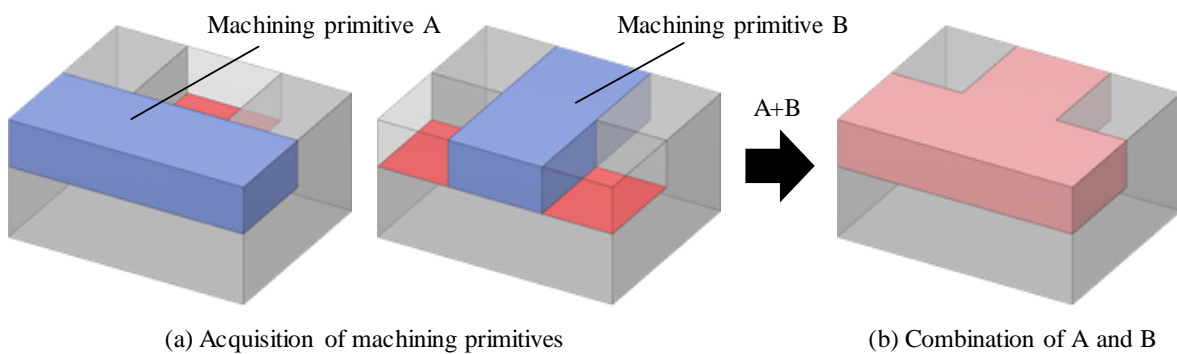 Machining primitive A
Machining primitive B
A+B
(a) Acquisition of machining primitives
(b) Combination of A and B